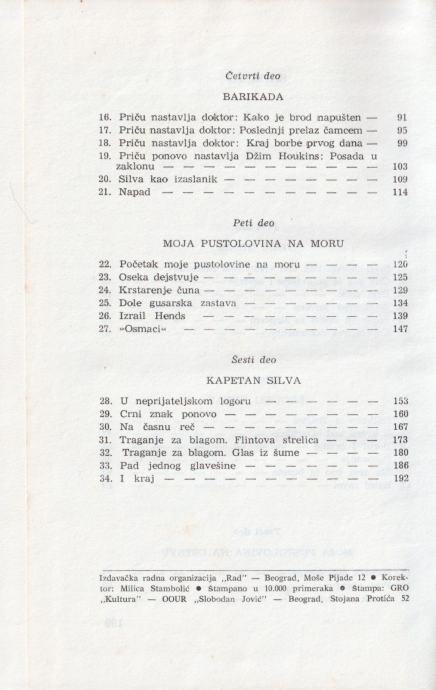 Četvrti deo
BARIKADA
16. Priču nastavlja doktor: Kako je brod napušten — 91
17. Priču nastavlja doktor: Poslednji prelaz čamcem — 95
18. Priču nastavlja doktor: Kraj borbe prvog dana — 99
19. Priču ponovo nastavlja Džim Houkins: Posada u
zaklonu — — — — — — — — — — 103
20. Silva kao izaslanik — — — — — — — 109
21. Napad — — — — — — — — — — 114
Peti deo
MOJA PUSTOLOVINA NA MORU
22. Početak moje pustolovine na moru — — — — 120
23. Oseka dejstvuje — — — — — — — — 125
24. Krstarenje čuna — — — — — — — — 129
25. Dole gusarska zastava — — — — — — 134
26. Izrail Hends — — — — — — — — 139
27. »Osmaci« — — — — — — — — — 147
Šesti deo
KAPETAN SILVA
28. U neprijateljskom logoru — — — — — 153
29. Crni znak ponovo — — — — — — — 160
30. Na časnu reč — — — — — — — — 167
31. Traganje za blagom. Flintova strelica — — — 173
32. Traganje za blagom. Glas iz šume — — — — 180
33. Pad jednog glavešine — — — — — — 186
34. I kraj — — — — — — — — — — 192
Izdavačka radna organizacija „Rad” — Beograd, Moše Pijade 12 ● Korek-
tor: Milica Stambolić ● Štampano u 10.000 primeraka ● Štampa: GRO
„Kultura” — OOUR „Slobodan Jović” — Beograd, Stojana Protića 52